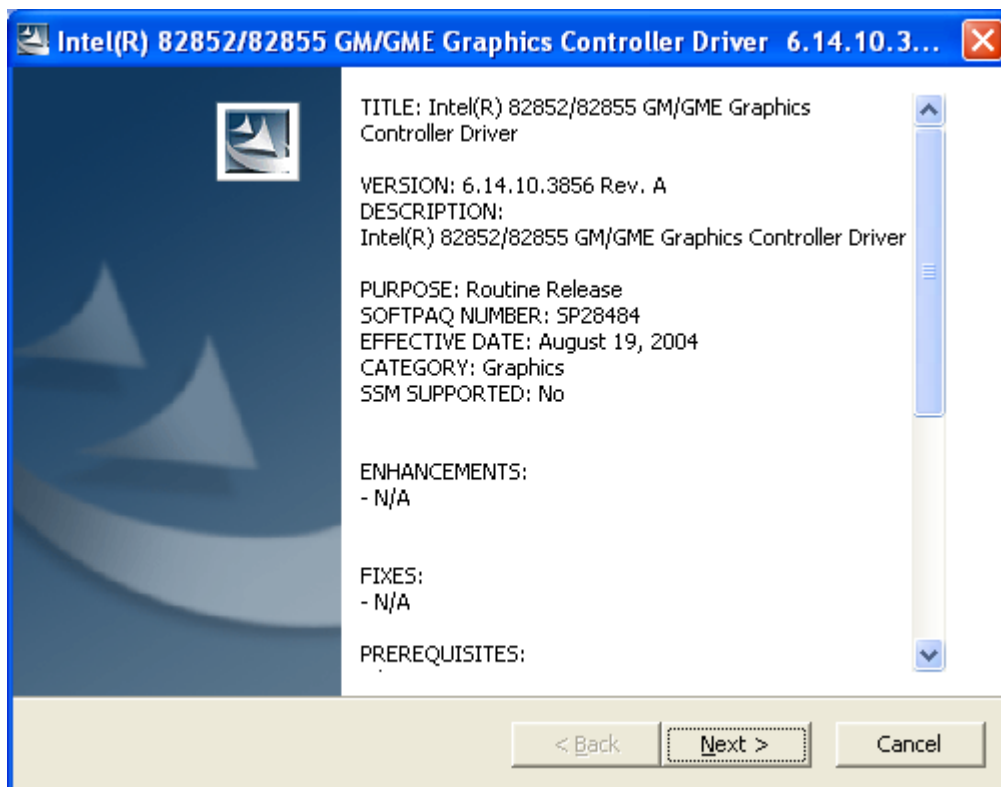 Intel(R) 82852/82855 GM/GME Graphics Controller Driver 6.14.10.3...
TITLE: Intel(R) 82852/82855 GM/GME Graphics
Controller Driver
VERSION: 6.14.10.3856 Rev. A
DESCRIPTION:
Intel(R) 82852/82855 GM/GME Graphics Controller Driver
PURPOSE: Routine Release
SOFTPAQ NUMBER: SP28484
EFFECTIVE DATE: August 19, 2004
CATEGORY: Graphics
SSM SUPPORTED: No
ENHANCEMENTS:
- N/A
FIXES:
- N/A
PREREQUISITES:
< Back
Next >
Cancel